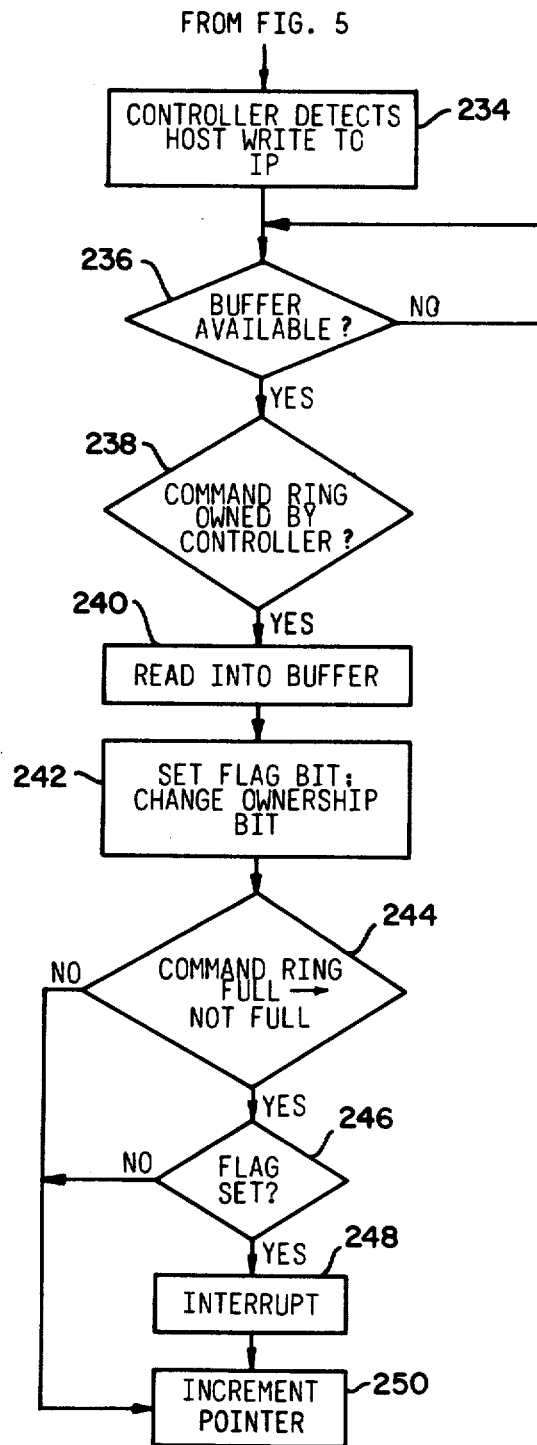 FROM FIG. 5
CONTROLLER DETECTS
HOST WRITE TO
IP
234
236
BUFFER
AVAILABLE ?
NO
YES
238
COMMAND RING
OWNED BY
CONTROLLER ?
240
YES
READ INTO BUFFER
242
SET FLAG BIT;
CHANGE OWNERSHIP
BIT
244
NO
COMMAND RING
FULL →
NOT FULL
YES
246
NO
FLAG
SET?
YES
248
INTERRUPT
INCREMENT
POINTER
250